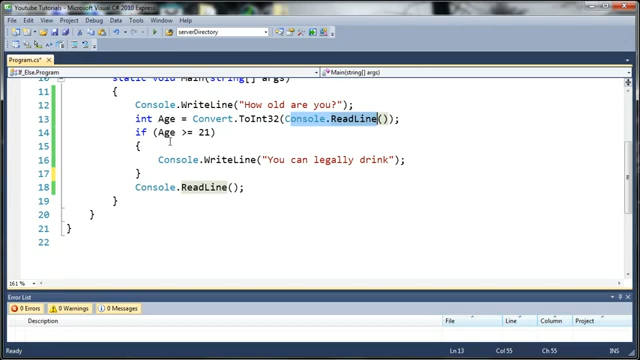 Youtube Tutorials - Microsoft Visual C# 2010 Express
File Edit View Project Debug Data Tools Window Help
serverDirectory
Program.cs*
If_Else.Program
Main(string[] args)
10 static void Main(string[] args)
11 {
12 Console.WriteLine("How old are you?");
13 int Age = Convert.ToInt32(Console.ReadLine());
14 if (Age >= 21)
15 {
16 Console.WriteLine("You can legally drink");
17 }
18 Console.ReadLine();
19 }
20 }
21 }
22
161 %
Error List
0 Errors 0 Warnings 0 Messages
Description File Line Column Project
Ready Ln 13 Col 55 Ch 55 INS